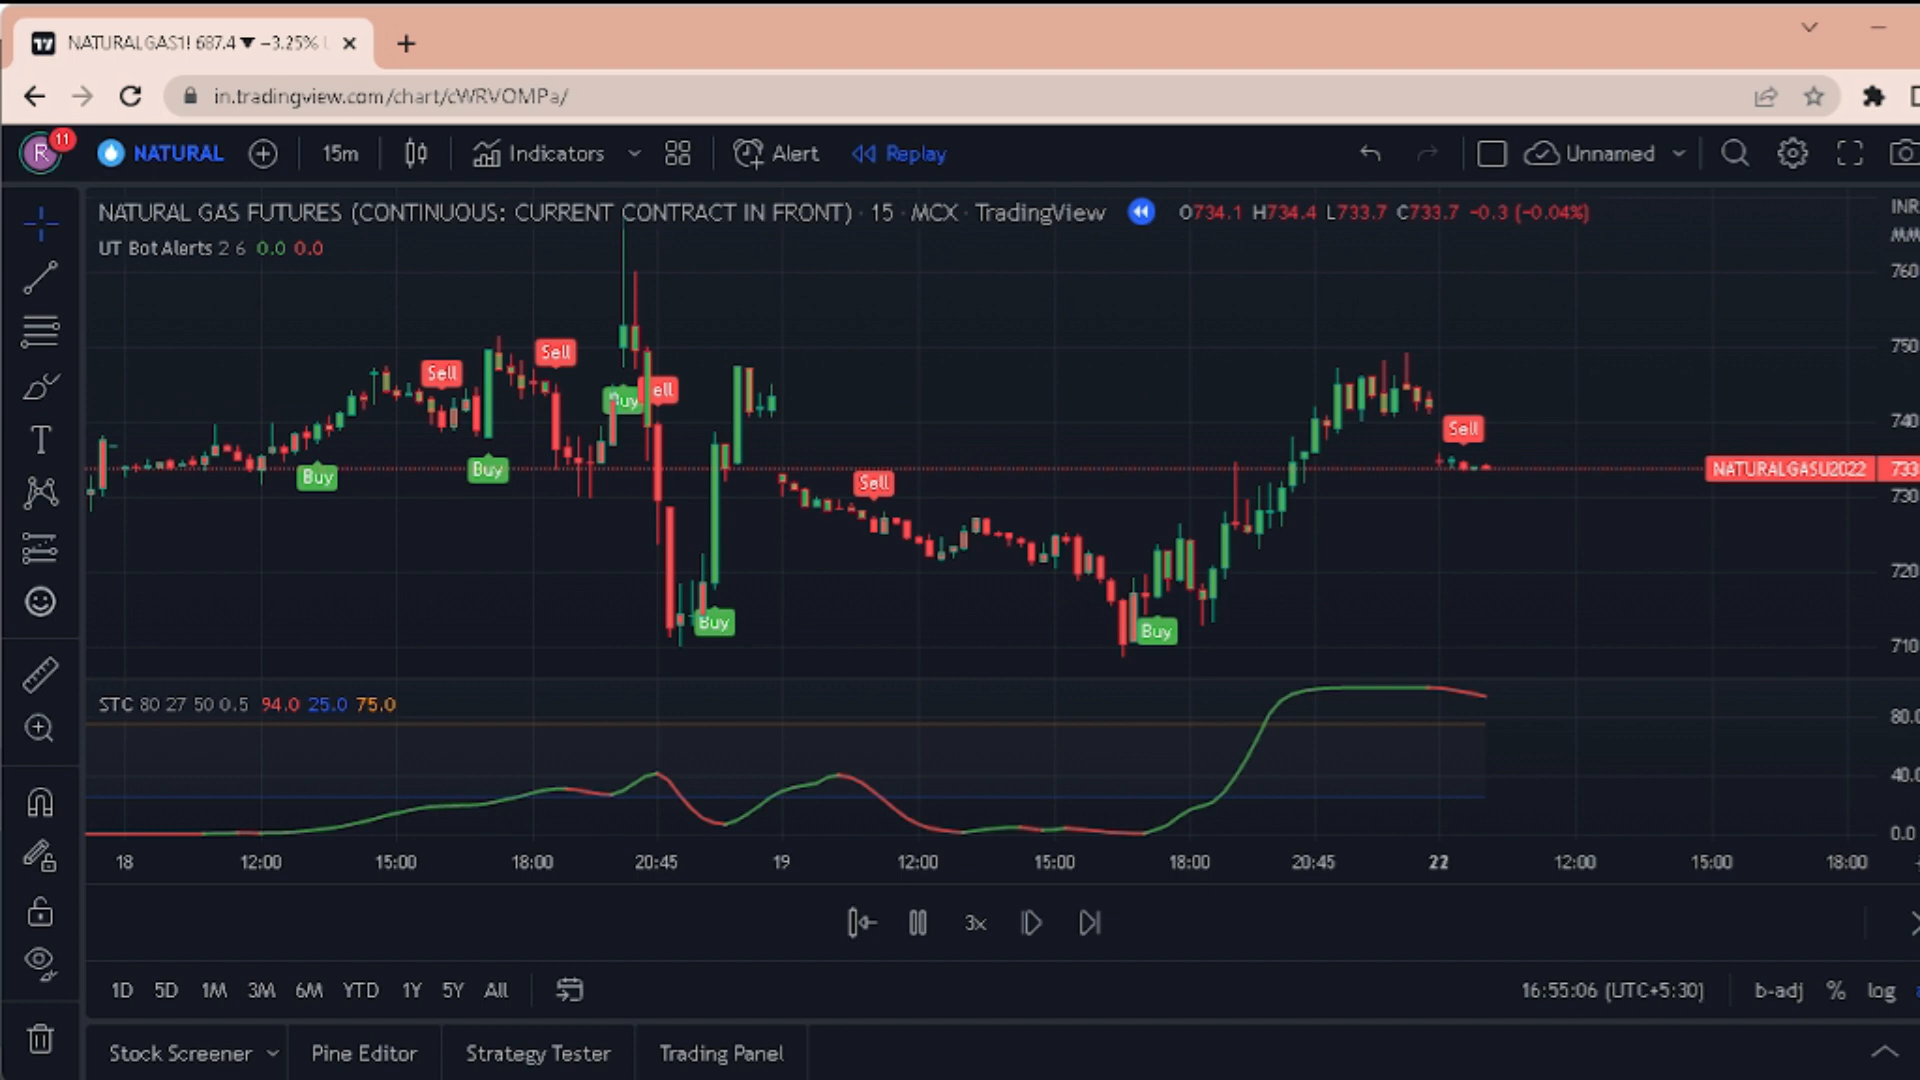 NATURALGAS1! 687.4 ▼ −3.25%
in.tradingview.com/chart/cWRVOMPa/
R 11 NATURAL 15m Indicators Alert Replay Unnamed
NATURAL GAS FUTURES (CONTINUOUS: CURRENT CONTRACT IN FRONT) · 15 · MCX · TradingView O734.1 H734.4 L733.7 C733.7 −0.3 (−0.04%)
INR
UT Bot Alerts 2 6 0.0 0.0
760
750
Sell
Sell
Buy
ell
740
Sell
Buy
Buy
NATURALGASU2022 733
Sell
730
720
Buy
Buy
710
STC 80 27 50 0.5 94.0 25.0 75.0
80.0
40.0
0.0
18 12:00 15:00 18:00 20:45 19 12:00 15:00 18:00 20:45 22 12:00 15:00 18:00
3x
1D 5D 1M 3M 6M YTD 1Y 5Y All 16:55:06 (UTC+5:30) b-adj % log
Stock Screener Pine Editor Strategy Tester Trading Panel